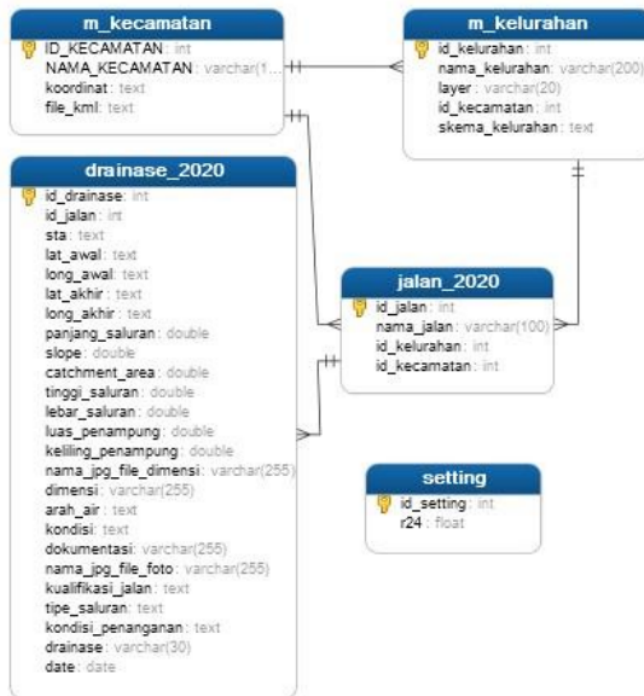 m_kecamatan
ID_KECAMATAN: int
NAMA_KECAMATAN: varchar(1...
koordinat: text
file_kml: text
m_kelurahan
id_kelurahan: int
nama_kelurahan: varchar(200)
layer: varchar(20)
id_kecamatan: int
skema_kelurahan: text
drainase_2020
id_drainase: int
id_jalan: int
sta: text
lat_awal: text
long_awal: text
lat_akhir: text
long_akhir: text
panjang_saluran: double
slope: double
catchment_area: double
tinggi_saluran: double
lebar_saluran: double
luas_penampung: double
keliling_penampung: double
nama_jpg_file_dimensi: varchar(255)
dimensi: varchar(255)
arah_air: text
kondisi: text
dokumentasi: varchar(255)
nama_jpg_file_foto: varchar(255)
kualifikasi_jalan: text
tipe_saluran: text
kondisi_penanganan: text
drainase: varchar(30)
date: date
jalan_2020
id_jalan: int
nama_jalan: varchar(100)
id_kelurahan: int
id_kecamatan: int
setting
id_setting: int
r24: float